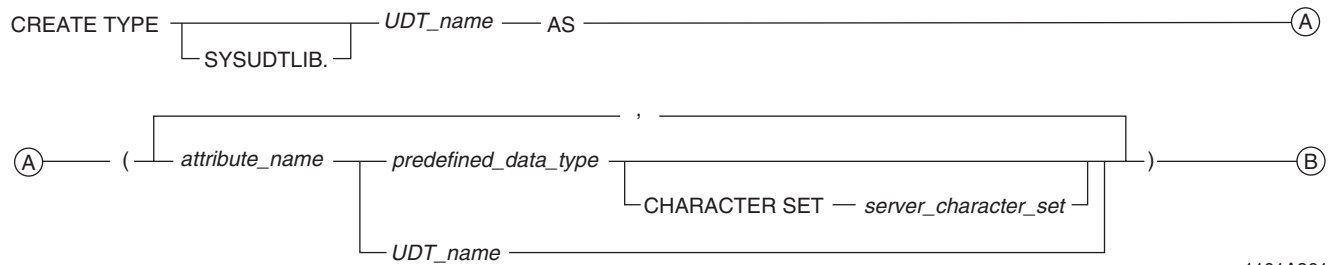 CREATE TYPE UDT_name AS A
SYSUDTLIB.
,
A ( attribute_name predefined_data_type ) B
CHARACTER SET server_character_set
UDT_name